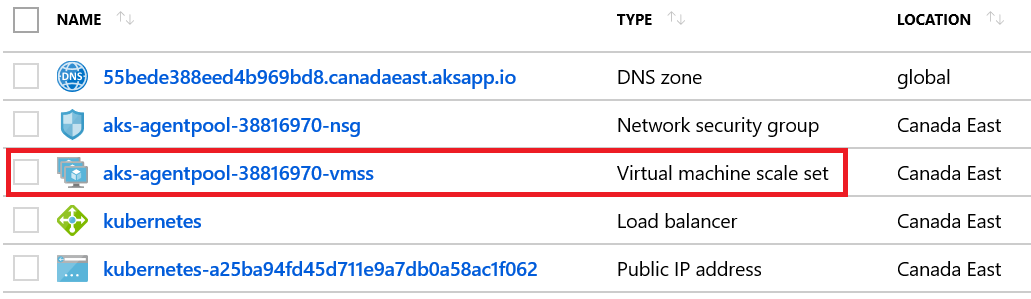 NAME TYPE LOCATION
DNS 55bede388eed4b969bd8.canadaeast.aksapp.io DNS zone global
aks-agentpool-38816970-nsg Network security group Canada East
aks-agentpool-38816970-vmss Virtual machine scale set Canada East
kubernetes Load balancer Canada East
kubernetes-a25ba94fd45d711e9a7db0a58ac1f062 Public IP address Canada East